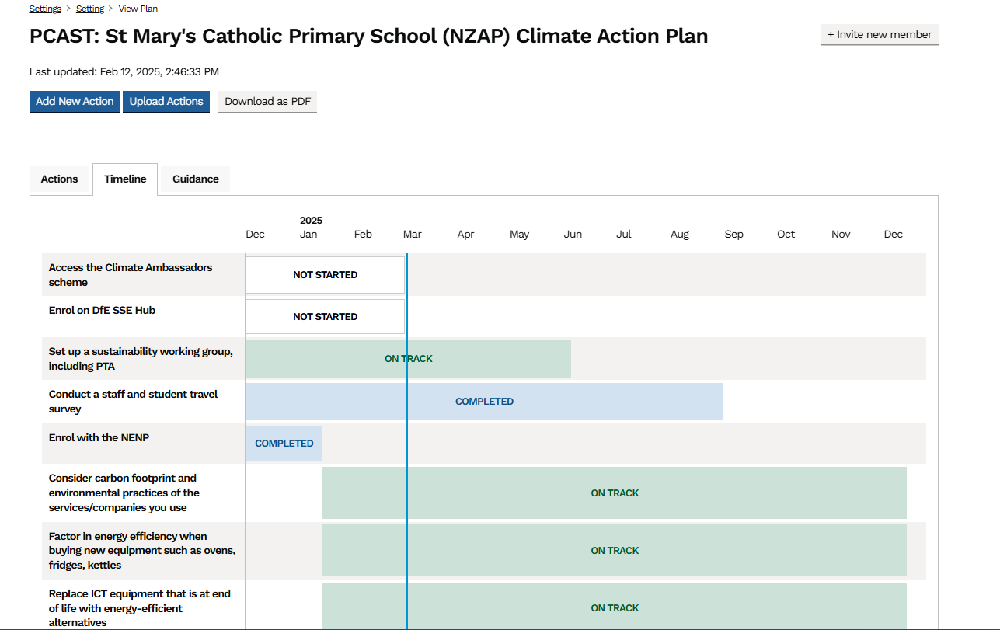 Settings > Setting > View Plan
PCAST: St Mary's Catholic Primary School (NZAP) Climate Action Plan
+ Invite new member
Last updated: Feb 12, 2025, 2:46:33 PM
Add New Action Upload Actions Download as PDF
Actions Timeline Guidance
2025
Dec Jan Feb Mar Apr May Jun Jul Aug Sep Oct Nov Dec
Access the Climate Ambassadors
scheme
NOT STARTED
Enrol on DfE SSE Hub
NOT STARTED
Set up a sustainability working group,
including PTA
ON TRACK
Conduct a staff and student travel
survey
COMPLETED
Enrol with the NENP
COMPLETED
Consider carbon footprint and
environmental practices of the
services/companies you use
ON TRACK
Factor in energy efficiency when
buying new equipment such as ovens,
fridges, kettles
ON TRACK
Replace ICT equipment that is at end
of life with energy-efficient
alternatives
ON TRACK